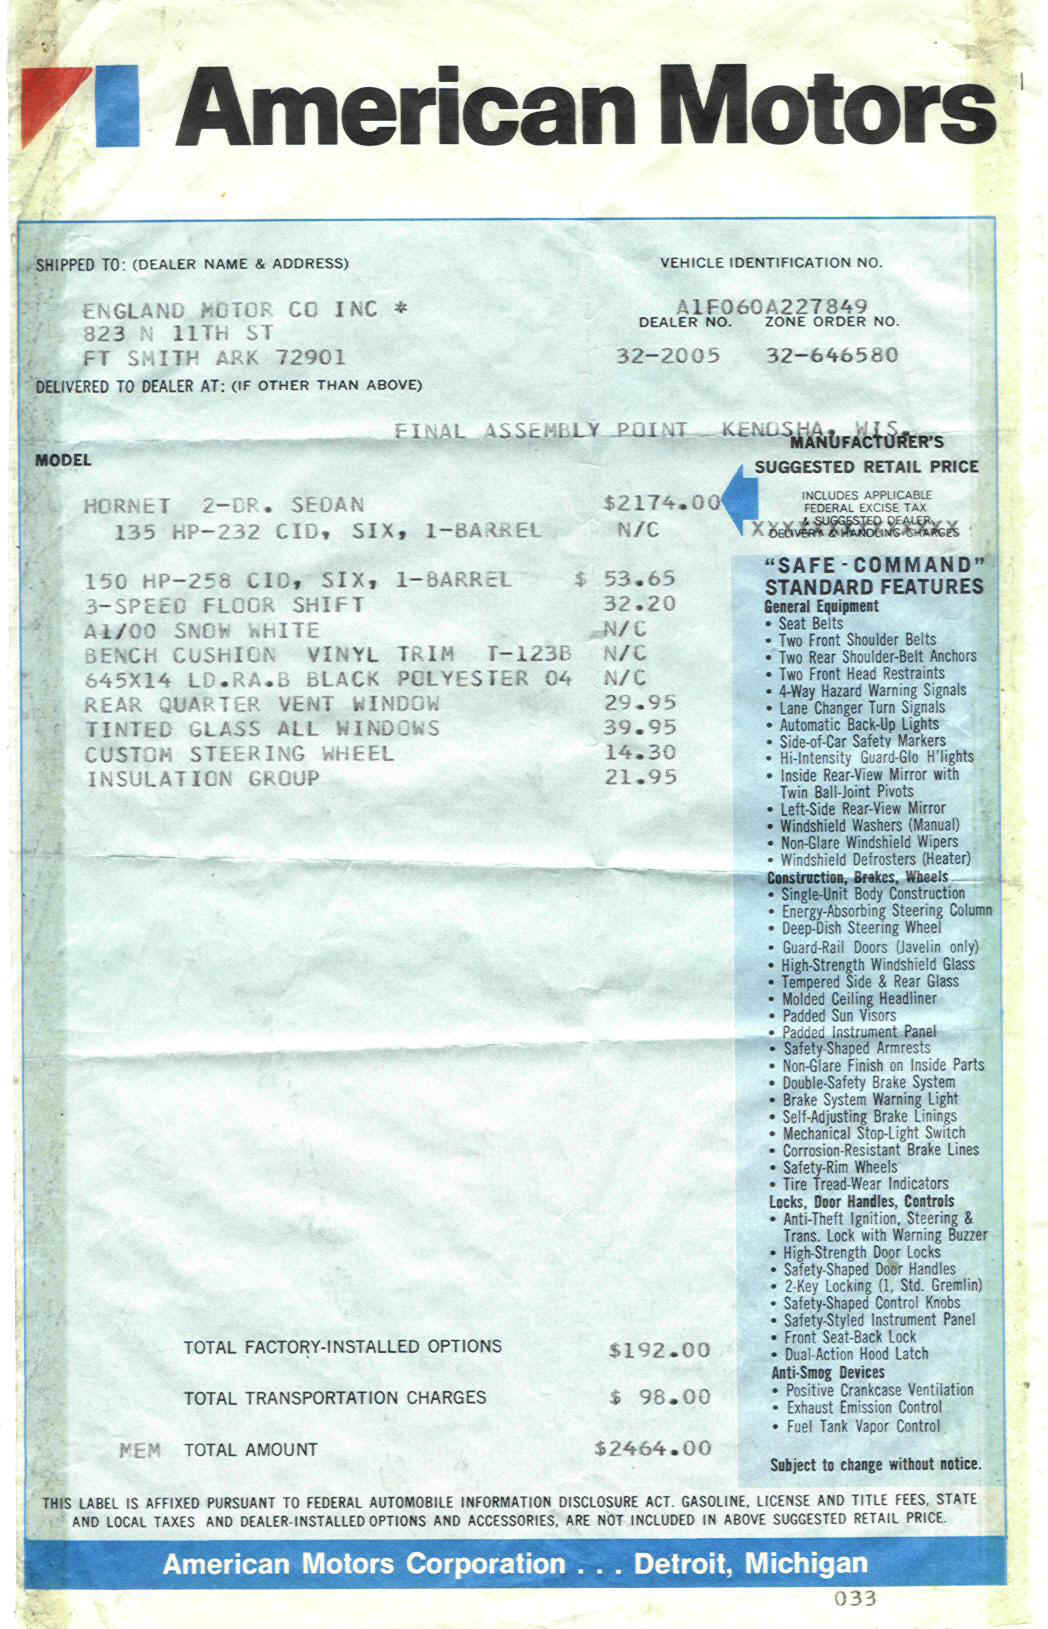 American Motors
SHIPPED TO: (DEALER NAME & ADDRESS)
VEHICLE IDENTIFICATION NO.
ENGLAND MOTOR CO INC *
A1F060A227849
823 N 11TH ST
DEALER NO. ZONE ORDER NO.
FT SMITH ARK 72901
32-2005 32-646580
DELIVERED TO DEALER AT: (IF OTHER THAN ABOVE)
FINAL ASSEMBLY POINT KENOSHA, WIS.
MODEL
MANUFACTURER'S
SUGGESTED RETAIL PRICE
INCLUDES APPLICABLE
FEDERAL EXCISE TAX
& SUGGESTED DEALER
DELIVERY & HANDLING CHARGES
XXXXXXXXXXXXXX
HORNET 2-DR. SEDAN $2174.00
135 HP-232 CID, SIX, 1-BARREL N/C
150 HP-258 CID, SIX, 1-BARREL $ 53.65
3-SPEED FLOOR SHIFT 32.20
A1/00 SNOW WHITE N/C
BENCH CUSHION VINYL TRIM T-123B N/C
645X14 LD.RA.B BLACK POLYESTER 04 N/C
REAR QUARTER VENT WINDOW 29.95
TINTED GLASS ALL WINDOWS 39.95
CUSTOM STEERING WHEEL 14.30
INSULATION GROUP 21.95
"SAFE-COMMAND"
STANDARD FEATURES
General Equipment
• Seat Belts
• Two Front Shoulder Belts
• Two Rear Shoulder-Belt Anchors
• Two Front Head Restraints
• 4-Way Hazard Warning Signals
• Lane Changer Turn Signals
• Automatic Back-Up Lights
• Side-of-Car Safety Markers
• Hi-Intensity Guard-Glo H'lights
• Inside Rear-View Mirror with
Twin Ball-Joint Pivots
• Left-Side Rear-View Mirror
• Windshield Washers (Manual)
• Non-Glare Windshield Wipers
• Windshield Defrosters (Heater)
Construction, Brakes, Wheels
• Single-Unit Body Construction
• Energy-Absorbing Steering Column
• Deep-Dish Steering Wheel
• Guard-Rail Doors (Javelin only)
• High-Strength Windshield Glass
• Tempered Side & Rear Glass
• Molded Ceiling Headliner
• Padded Sun Visors
• Padded Instrument Panel
• Safety-Shaped Armrests
• Non-Glare Finish on Inside Parts
• Double-Safety Brake System
• Brake System Warning Light
• Self-Adjusting Brake Linings
• Mechanical Stop-Light Switch
• Corrosion-Resistant Brake Lines
• Safety-Rim Wheels
• Tire Tread-Wear Indicators
Locks, Door Handles, Controls
• Anti-Theft Ignition, Steering &
Trans. Lock with Warning Buzzer
• High-Strength Door Locks
• Safety-Shaped Door Handles
• 2-Key Locking (1, Std. Gremlin)
• Safety-Shaped Control Knobs
• Safety-Styled Instrument Panel
• Front Seat-Back Lock
• Dual-Action Hood Latch
Anti-Smog Devices
• Positive Crankcase Ventilation
• Exhaust Emission Control
• Fuel Tank Vapor Control
Subject to change without notice.
TOTAL FACTORY-INSTALLED OPTIONS $192.00
TOTAL TRANSPORTATION CHARGES $ 98.00
MEM TOTAL AMOUNT $2464.00
THIS LABEL IS AFFIXED PURSUANT TO FEDERAL AUTOMOBILE INFORMATION DISCLOSURE ACT. GASOLINE, LICENSE AND TITLE FEES, STATE
AND LOCAL TAXES AND DEALER-INSTALLED OPTIONS AND ACCESSORIES, ARE NOT INCLUDED IN ABOVE SUGGESTED RETAIL PRICE.
American Motors Corporation . . . Detroit, Michigan
033